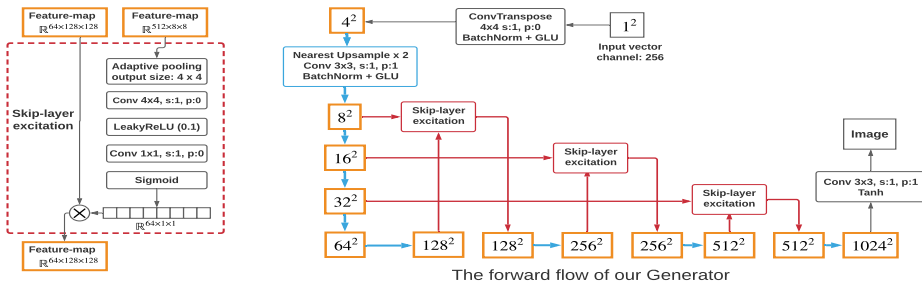 Feature-map
ℝ^64×128×128
Feature-map
ℝ^512×8×8
Skip-layer
excitation
Adaptive pooling
output size: 4 x 4
Conv 4x4, s:1, p:0
LeakyReLU (0.1)
Conv 1x1, s:1, p:0
Sigmoid
ℝ^64×1×1
Feature-map
ℝ^64×128×128
4²
ConvTranspose
4x4 s:1, p:0
BatchNorm + GLU
1²
Input vector
channel: 256
Nearest Upsample x 2
Conv 3x3, s:1, p:1
BatchNorm + GLU
8²
Skip-layer
excitation
16²
Skip-layer
excitation
32²
Skip-layer
excitation
Image
Conv 3x3, s:1, p:1
Tanh
64²
128²
128²
256²
256²
512²
512²
1024²
The forward flow of our Generator